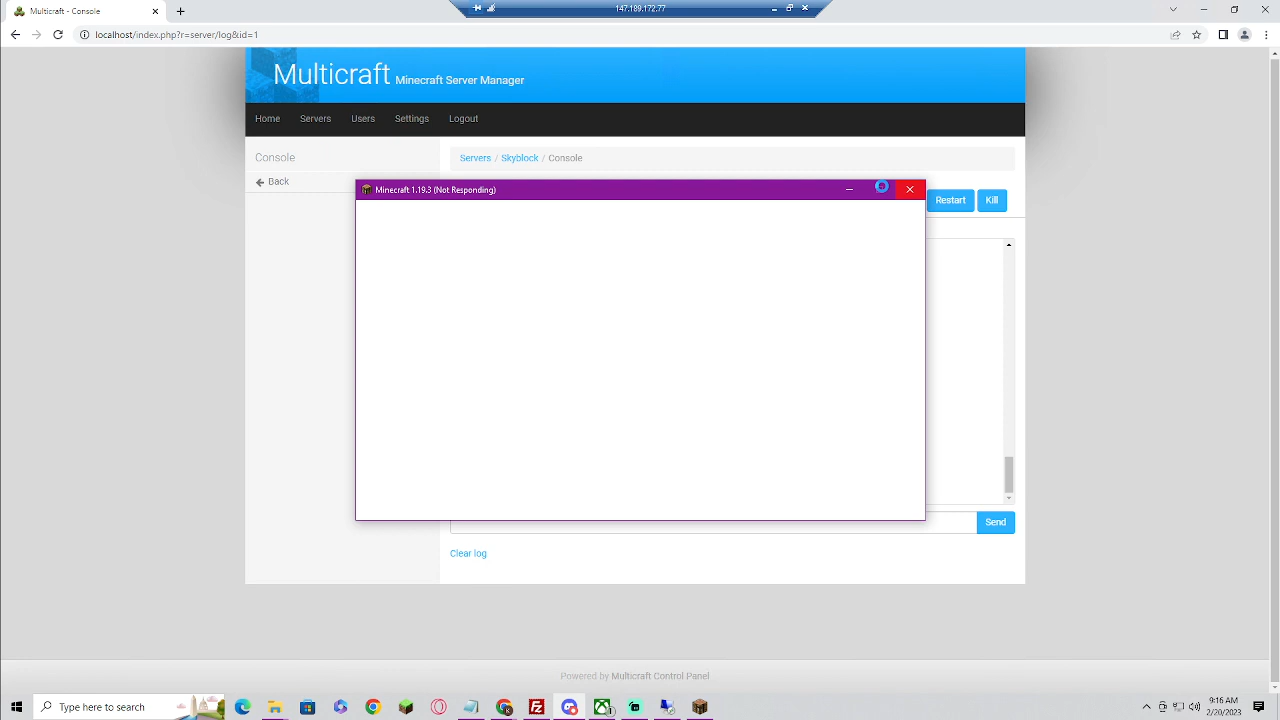 147.189.172.77
Multicraft - Console
localhost/index.php?r=server/log&id=1
Multicraft Minecraft Server Manager
Home Servers Users Settings Logout
Console
Servers / Skyblock / Console
Back
Minecraft 1.19.3 (Not Responding)
Restart Kill
Send
Clear log
Powered by Multicraft Control Panel
Type here to search
9:16 AM
2/20/2023